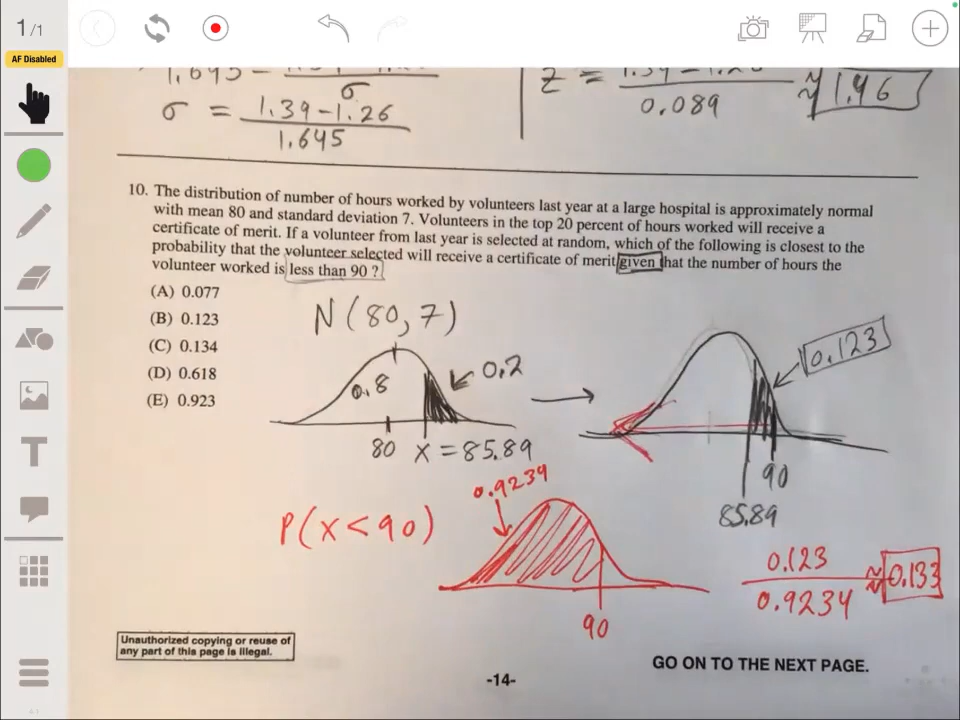 1/1
AF Disabled
σ = 1.39-1.26
1.645
0.089
1.46
10. The distribution of number of hours worked by volunteers last year at a large hospital is approximately normal
with mean 80 and standard deviation 7. Volunteers in the top 20 percent of hours worked will receive a
certificate of merit. If a volunteer from last year is selected at random, which of the following is closest to the
probability that the volunteer selected will receive a certificate of merit given that the number of hours the
volunteer worked is less than 90 ?
(A) 0.077
(B) 0.123
(C) 0.134
(D) 0.618
(E) 0.923
N(80,7)
0.8
0.2
80 X = 85.89
0.123
90
85.89
0.9234
P(X<90)
90
0.123
0.9234
≈ 0.133
Unauthorized copying or reuse of
any part of this page is illegal.
GO ON TO THE NEXT PAGE.
-14-